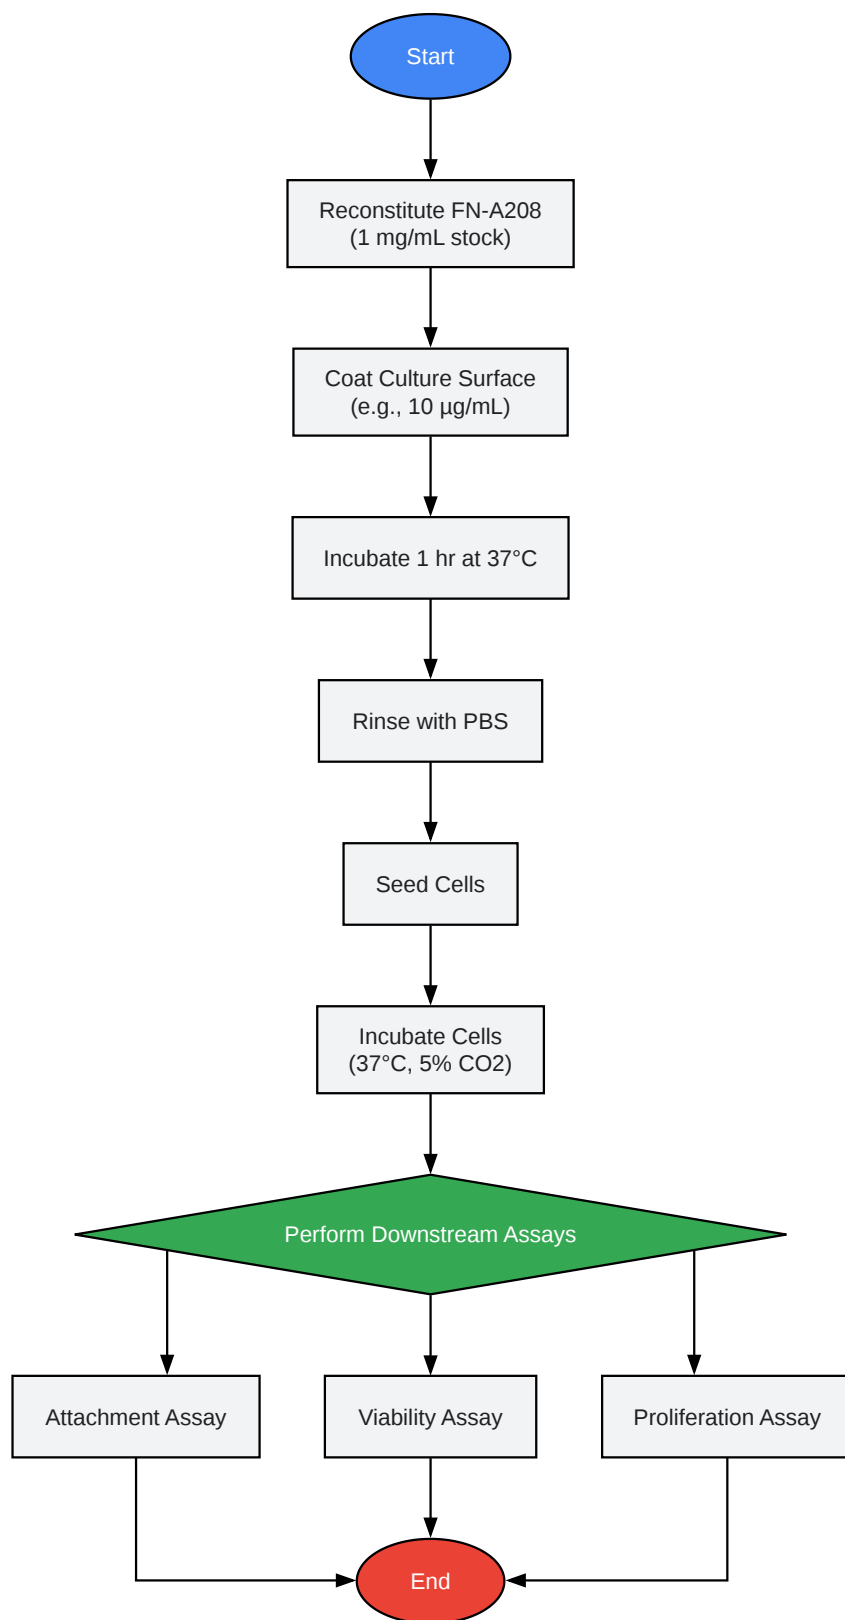 Start
Reconstitute FN-A208
(1 mg/mL stock)
Coat Culture Surface
(e.g., 10 µg/mL)
Incubate 1 hr at 37°C
Rinse with PBS
Seed Cells
Incubate Cells
(37°C, 5% CO2)
Perform Downstream Assays
Attachment Assay
Viability Assay
Proliferation Assay
End